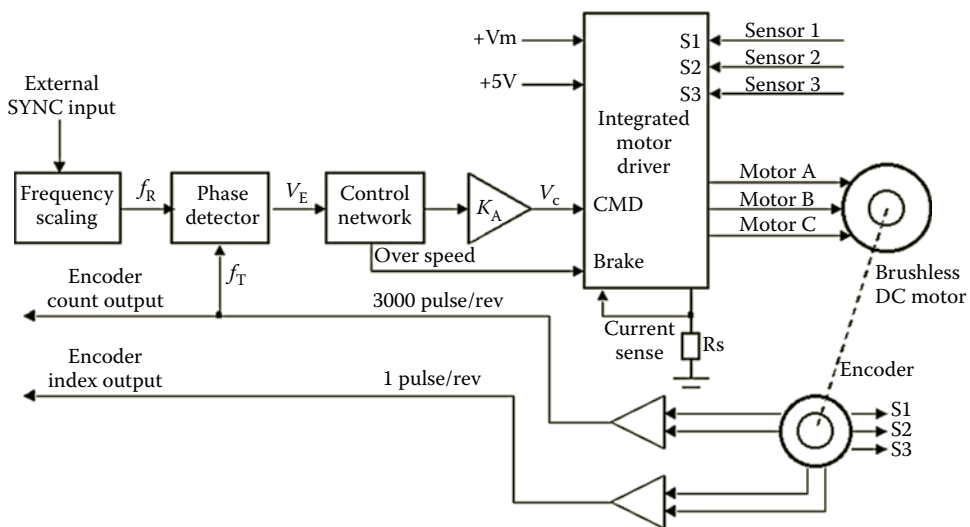 +Vm
S1
Sensor 1
S2
Sensor 2
+5V
S3
Sensor 3
External
SYNC input
Integrated
motor
driver
Frequency
scaling
fR
Phase
detector
VE
Control
network
KA
Vc
CMD
Motor A
Motor B
Motor C
Over speed
Brake
fT
Encoder
count output
3000 pulse/rev
Brushless
DC motor
Current
sense
Rs
Encoder
index output
1 pulse/rev
Encoder
S1
S2
S3